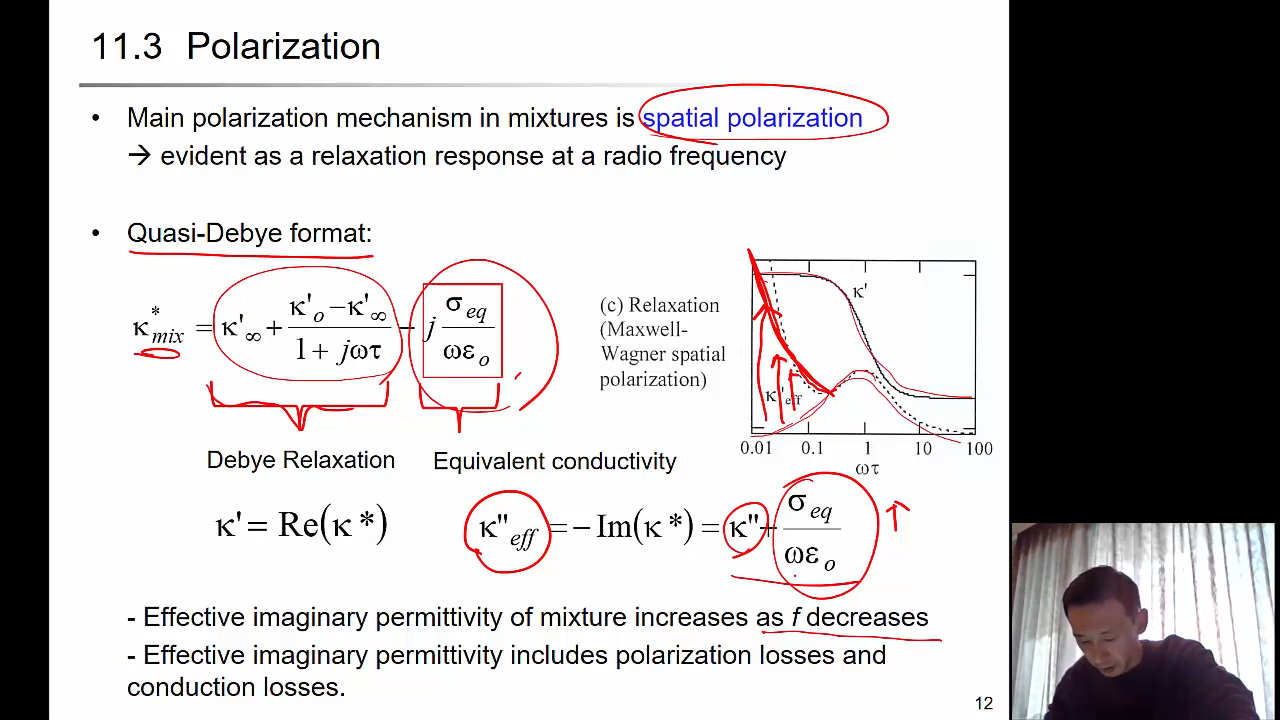 11.3 Polarization
• Main polarization mechanism in mixtures is spatial polarization
→ evident as a relaxation response at a radio frequency
• Quasi-Debye format:
κ*mix = κ'∞ + (κ'o − κ'∞)/(1 + jωτ) − j σeq/(ωεo)
Debye Relaxation
Equivalent conductivity
(c) Relaxation
(Maxwell-
Wagner spatial
polarization)
κ'
κ"eff
0.01 0.1 1 10 100
ωτ
κ' = Re(κ*)
κ"eff = − Im(κ*) = κ" + σeq/(ωεo)
- Effective imaginary permittivity of mixture increases as f decreases
- Effective imaginary permittivity includes polarization losses and
conduction losses.
12